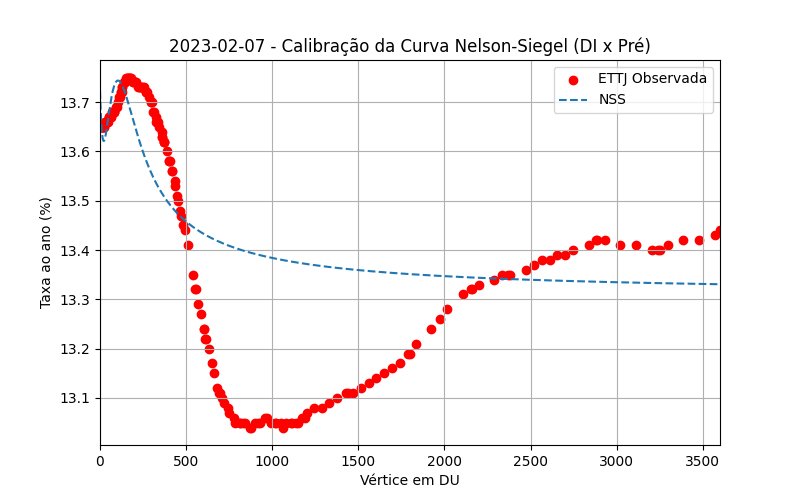 2023-02-07 - Calibração da Curva Nelson-Siegel (DI x Pré)
ETTJ Observada
NSS
Taxa ao ano (%)
13.7
13.6
13.5
13.4
13.3
13.2
13.1
0 500 1000 1500 2000 2500 3000 3500
Vértice em DU